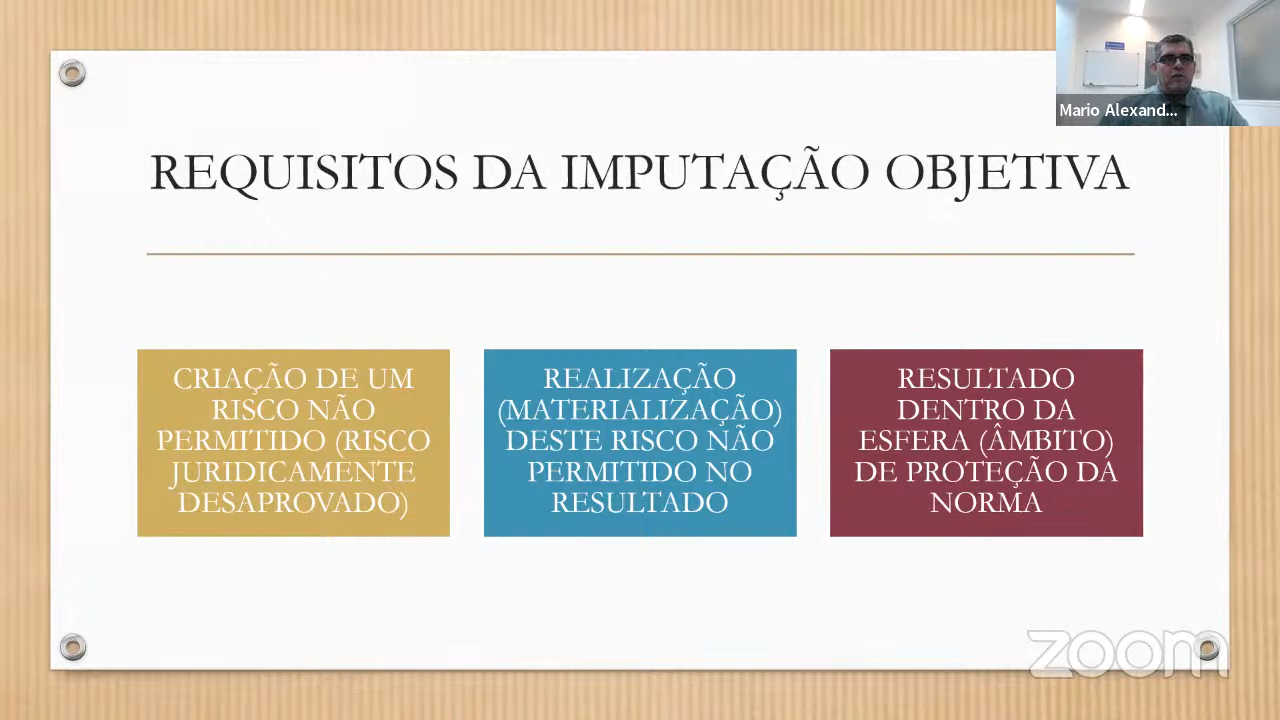 Mario Alexand...
REQUISITOS DA IMPUTAÇÃO OBJETIVA
CRIAÇÃO DE UM
RISCO NÃO
PERMITIDO (RISCO
JURIDICAMENTE
DESAPROVADO)
REALIZAÇÃO
(MATERIALIZAÇÃO)
DESTE RISCO NÃO
PERMITIDO NO
RESULTADO
RESULTADO
DENTRO DA
ESFERA (ÂMBITO)
DE PROTEÇÃO DA
NORMA
zoom